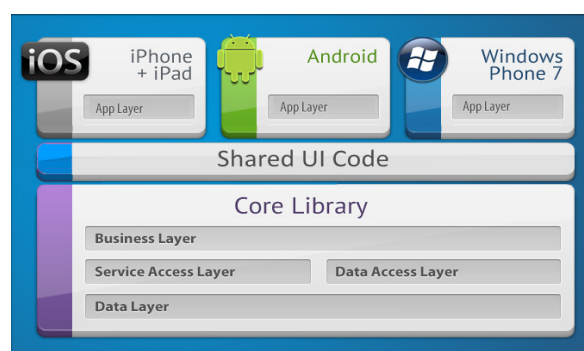 iOS
iPhone
+ iPad
App Layer
Android
App Layer
Windows
Phone 7
App Layer
Shared UI Code
Core Library
Business Layer
Service Access Layer
Data Access Layer
Data Layer